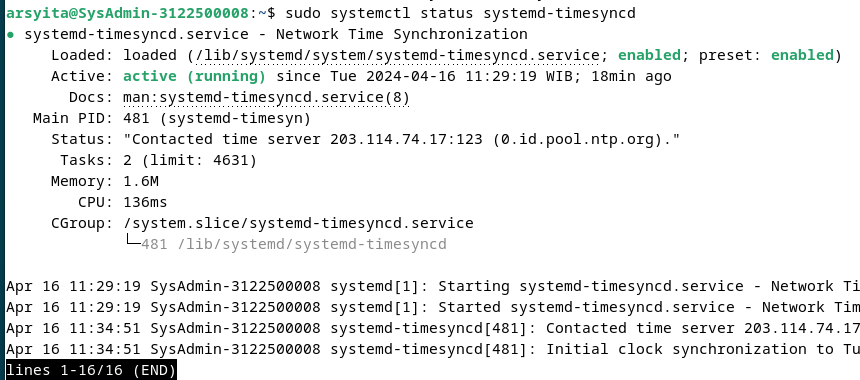 arsyita@SysAdmin-3122500008:~$ sudo systemctl status systemd-timesyncd
● systemd-timesyncd.service - Network Time Synchronization
     Loaded: loaded (/lib/systemd/system/systemd-timesyncd.service; enabled; preset: enabled)
     Active: active (running) since Tue 2024-04-16 11:29:19 WIB; 18min ago
       Docs: man:systemd-timesyncd.service(8)
   Main PID: 481 (systemd-timesyn)
     Status: "Contacted time server 203.114.74.17:123 (0.id.pool.ntp.org)."
      Tasks: 2 (limit: 4631)
     Memory: 1.6M
        CPU: 136ms
     CGroup: /system.slice/systemd-timesyncd.service
             └─481 /lib/systemd/systemd-timesyncd

Apr 16 11:29:19 SysAdmin-3122500008 systemd[1]: Starting systemd-timesyncd.service - Network Ti
Apr 16 11:29:19 SysAdmin-3122500008 systemd[1]: Started systemd-timesyncd.service - Network Tim
Apr 16 11:34:51 SysAdmin-3122500008 systemd-timesyncd[481]: Contacted time server 203.114.74.17
Apr 16 11:34:51 SysAdmin-3122500008 systemd-timesyncd[481]: Initial clock synchronization to Tu
lines 1-16/16 (END)